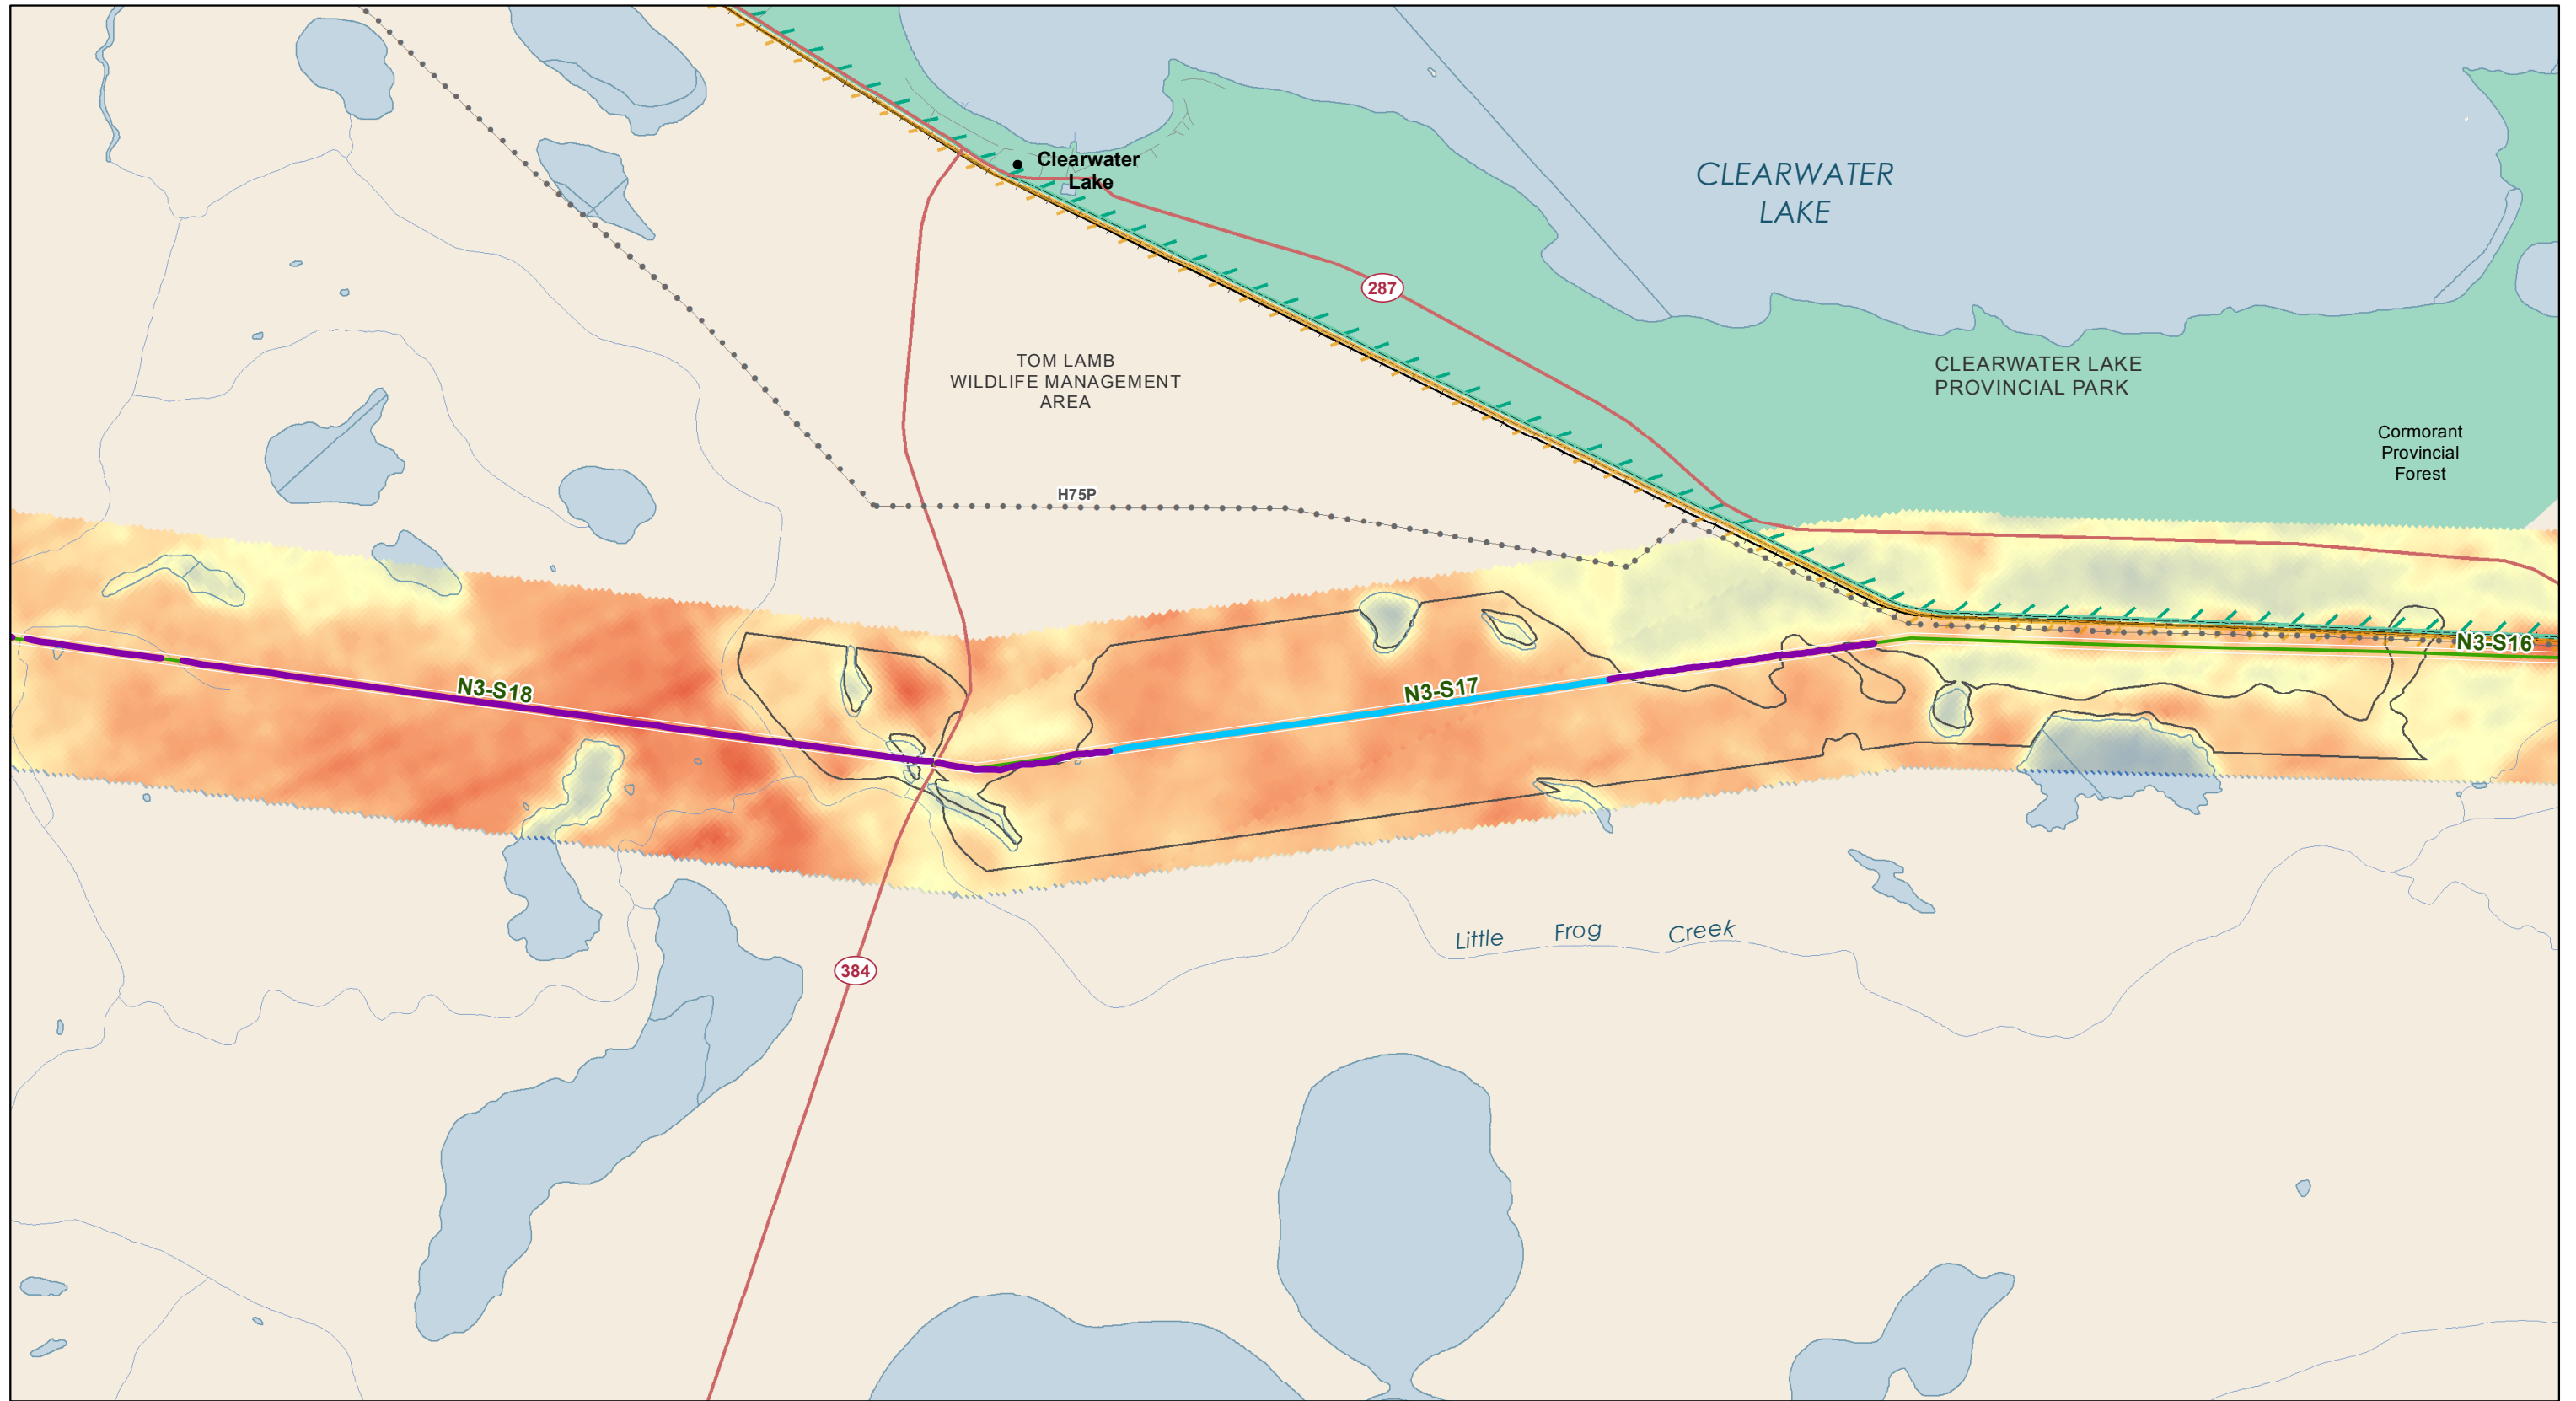 Clearwater
Lake
CLEARWATER
LAKE
287
TOM LAMB
WILDLIFE MANAGEMENT
AREA
CLEARWATER LAKE
PROVINCIAL PARK
Cormorant
Provincial
Forest
H75P
N3-S16
N3-S18
N3-S17
Little Frog Creek
384